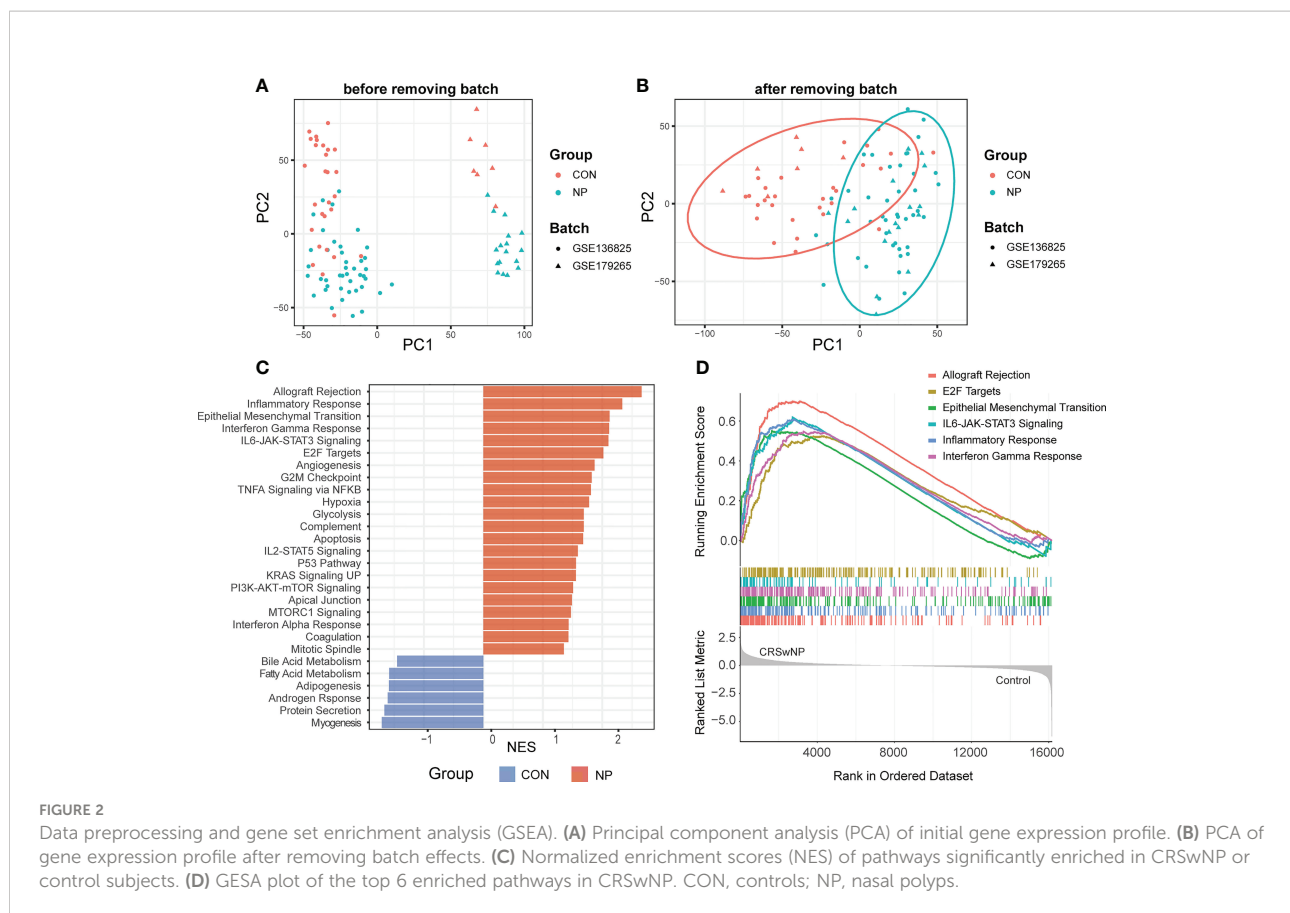 A
before removing batch
PC2
50
0
−50
−50
0
50
100
PC1
Group
CON
NP
Batch
GSE136825
GSE179265
B
after removing batch
PC2
50
0
−50
−100
−50
0
50
PC1
Group
CON
NP
Batch
GSE136825
GSE179265
C
Allograft Rejection
Inflammatory Response
Epithelial Mesenchymal Transition
Interferon Gamma Response
IL6-JAK-STAT3 Signaling
E2F Targets
Angiogenesis
G2M Checkpoint
TNFA Signaling via NFKB
Hypoxia
Glycolysis
Complement
Apoptosis
IL2-STAT5 Signaling
P53 Pathway
KRAS Signaling UP
PI3K-AKT-mTOR Signaling
Apical Junction
MTORC1 Signaling
Interferon Alpha Response
Coagulation
Mitotic Spindle
Bile Acid Metabolism
Fatty Acid Metabolism
Adipogenesis
Androgen Rsponse
Protein Secretion
Myogenesis
−1
0
1
2
NES
Group
CON
NP
D
Allograft Rejection
E2F Targets
Epithelial Mesenchymal Transition
IL6-JAK-STAT3 Signaling
Inflammatory Response
Interferon Gamma Response
Running Enrichment Score
0.6
0.4
0.2
0.0
Ranked List Metric
2.5
0.0
−2.5
−5.0
CRSwNP
Control
4000
8000
12000
16000
Rank in Ordered Dataset
FIGURE 2
Data preprocessing and gene set enrichment analysis (GSEA). (A) Principal component analysis (PCA) of initial gene expression profile. (B) PCA of
gene expression profile after removing batch effects. (C) Normalized enrichment scores (NES) of pathways significantly enriched in CRSwNP or
control subjects. (D) GESA plot of the top 6 enriched pathways in CRSwNP. CON, controls; NP, nasal polyps.